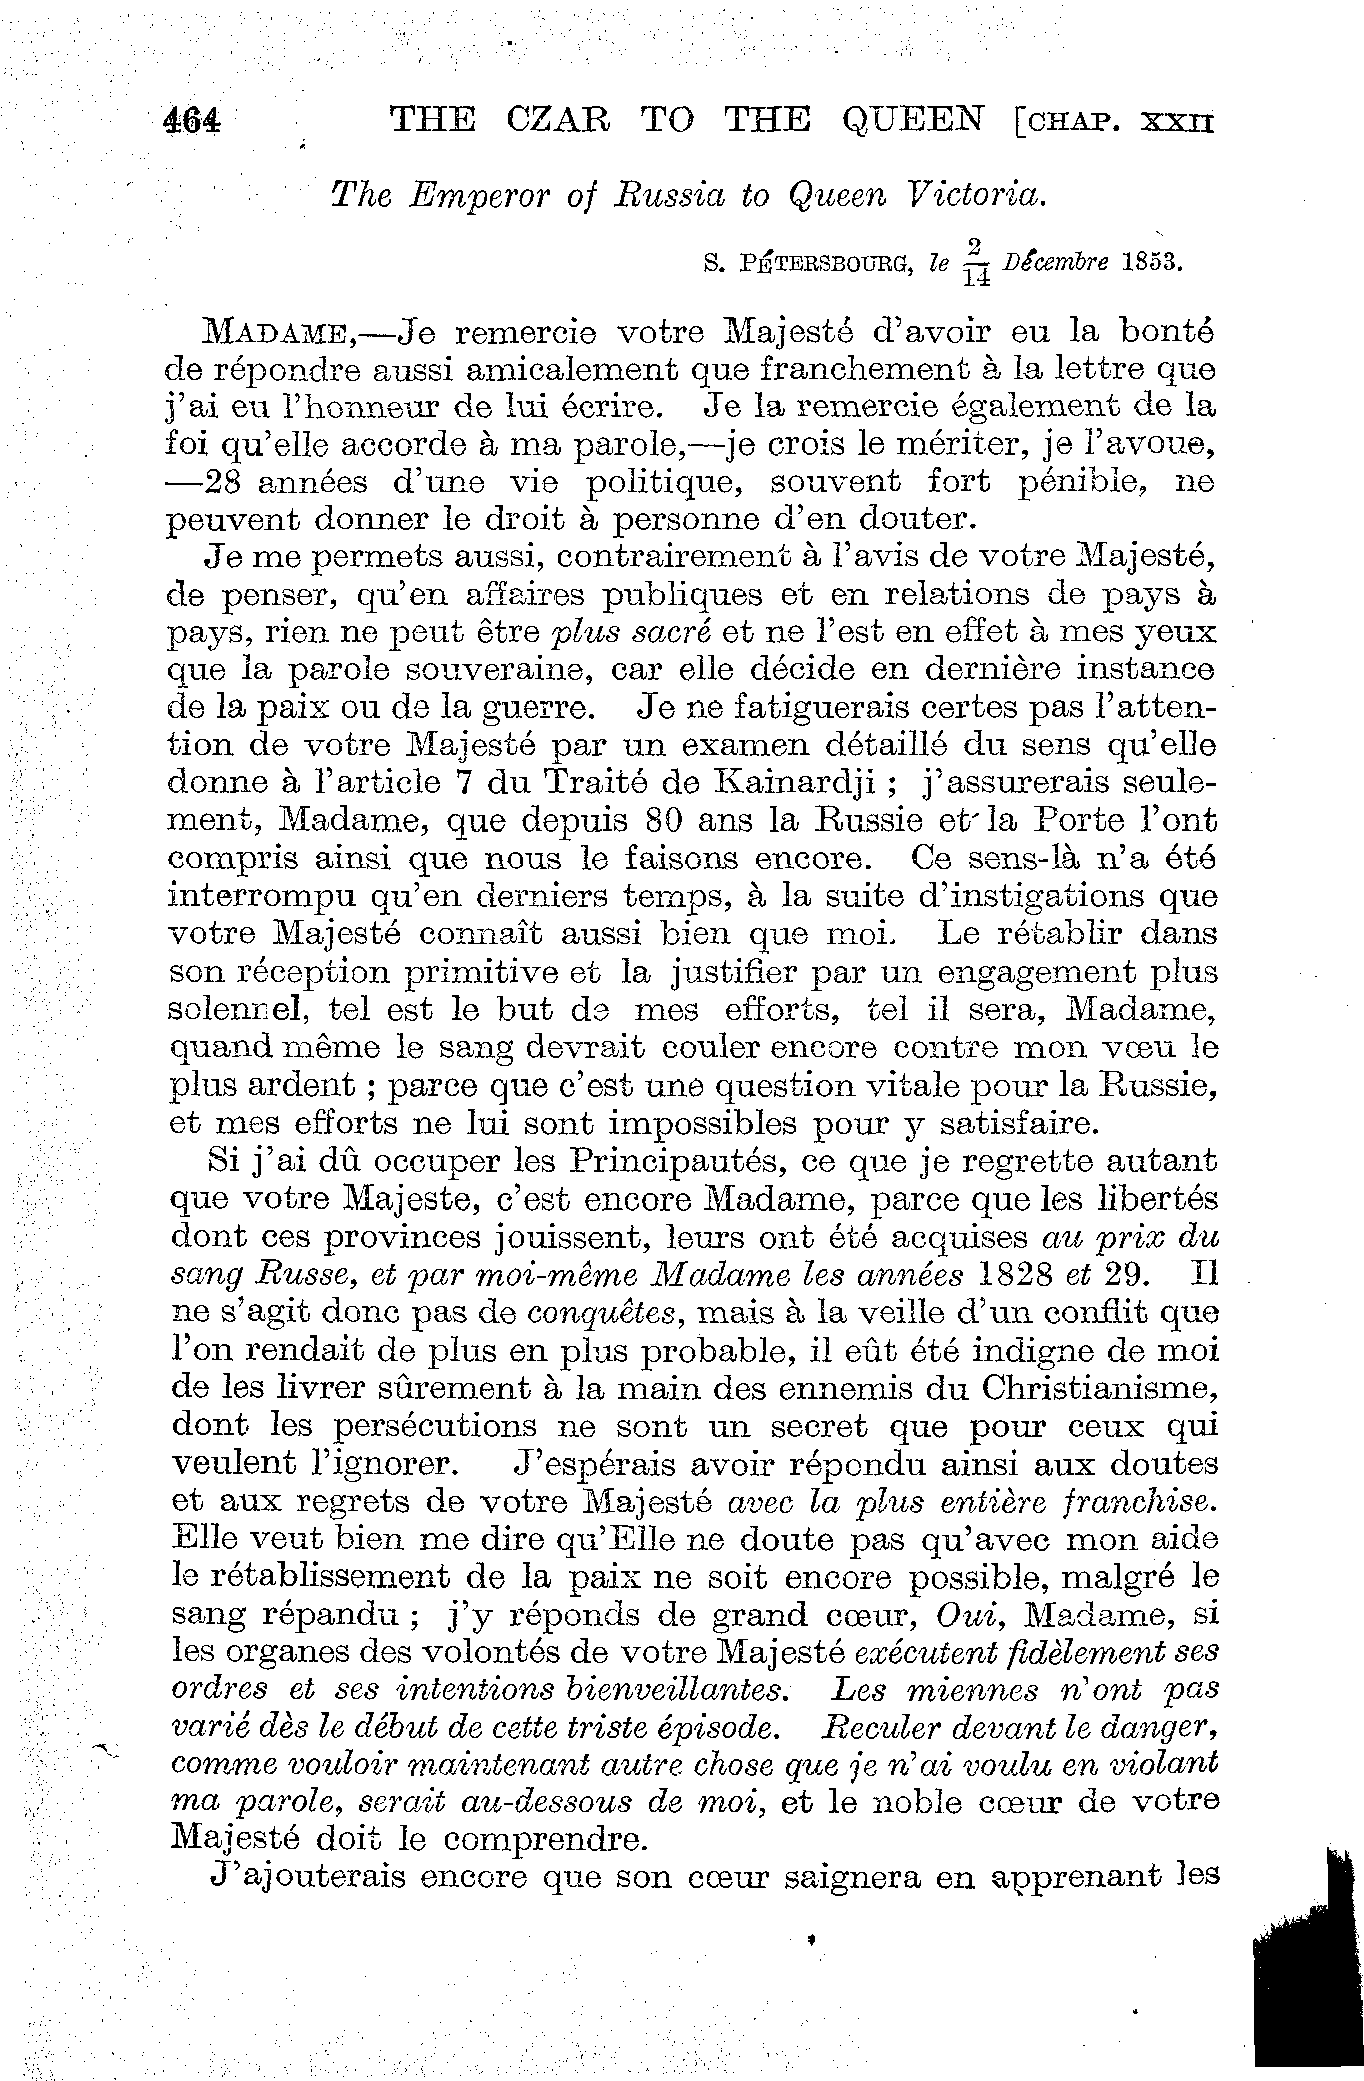 464 THE CZAR TO THE QUEEN [CHAP. XXII
The Emperor of Russia to Queen Victoria.
S. PÉTERSBOURG, le 2/14 Décembre 1853.
MADAME,—Je remercie votre Majesté d'avoir eu la bonté
de répondre aussi amicalement que franchement à la lettre que
j'ai eu l'honneur de lui écrire. Je la remercie également de la
foi qu'elle accorde à ma parole,—je crois le mériter, je l'avoue,
—28 années d'une vie politique, souvent fort pénible, ne
peuvent donner le droit à personne d'en douter.
Je me permets aussi, contrairement à l'avis de votre Majesté,
de penser, qu'en affaires publiques et en relations de pays à
pays, rien ne peut être plus sacré et ne l'est en effet à mes yeux
que la parole souveraine, car elle décide en dernière instance
de la paix ou de la guerre. Je ne fatiguerais certes pas l'atten-
tion de votre Majesté par un examen détaillé du sens qu'elle
donne à l'article 7 du Traité de Kainardji ; j'assurerais seule-
ment, Madame, que depuis 80 ans la Russie et la Porte l'ont
compris ainsi que nous le faisons encore. Ce sens-là n'a été
interrompu qu'en derniers temps, à la suite d'instigations que
votre Majesté connaît aussi bien que moi. Le rétablir dans
son réception primitive et la justifier par un engagement plus
solennel, tel est le but de mes efforts, tel il sera, Madame,
quand même le sang devrait couler encore contre mon vœu le
plus ardent ; parce que c'est une question vitale pour la Russie,
et mes efforts ne lui sont impossibles pour y satisfaire.
Si j'ai dû occuper les Principautés, ce que je regrette autant
que votre Majeste, c'est encore Madame, parce que les libertés
dont ces provinces jouissent, leurs ont été acquises au prix du
sang Russe, et par moi-même Madame les années 1828 et 29. Il
ne s'agit donc pas de conquêtes, mais à la veille d'un conflit que
l'on rendait de plus en plus probable, il eût été indigne de moi
de les livrer sûrement à la main des ennemis du Christianisme,
dont les persécutions ne sont un secret que pour ceux qui
veulent l'ignorer. J'espérais avoir répondu ainsi aux doutes
et aux regrets de votre Majesté avec la plus entière franchise.
Elle veut bien me dire qu'Elle ne doute pas qu'avec mon aide
le rétablissement de la paix ne soit encore possible, malgré le
sang répandu ; j'y réponds de grand cœur, Oui, Madame, si
les organes des volontés de votre Majesté exécutent fidèlement ses
ordres et ses intentions bienveillantes. Les miennes n'ont pas
varié dès le début de cette triste épisode. Reculer devant le danger,
comme vouloir maintenant autre chose que je n'ai voulu en violant
ma parole, serait au-dessous de moi, et le noble cœur de votre
Majesté doit le comprendre.
J'ajouterais encore que son cœur saignera en apprenant les